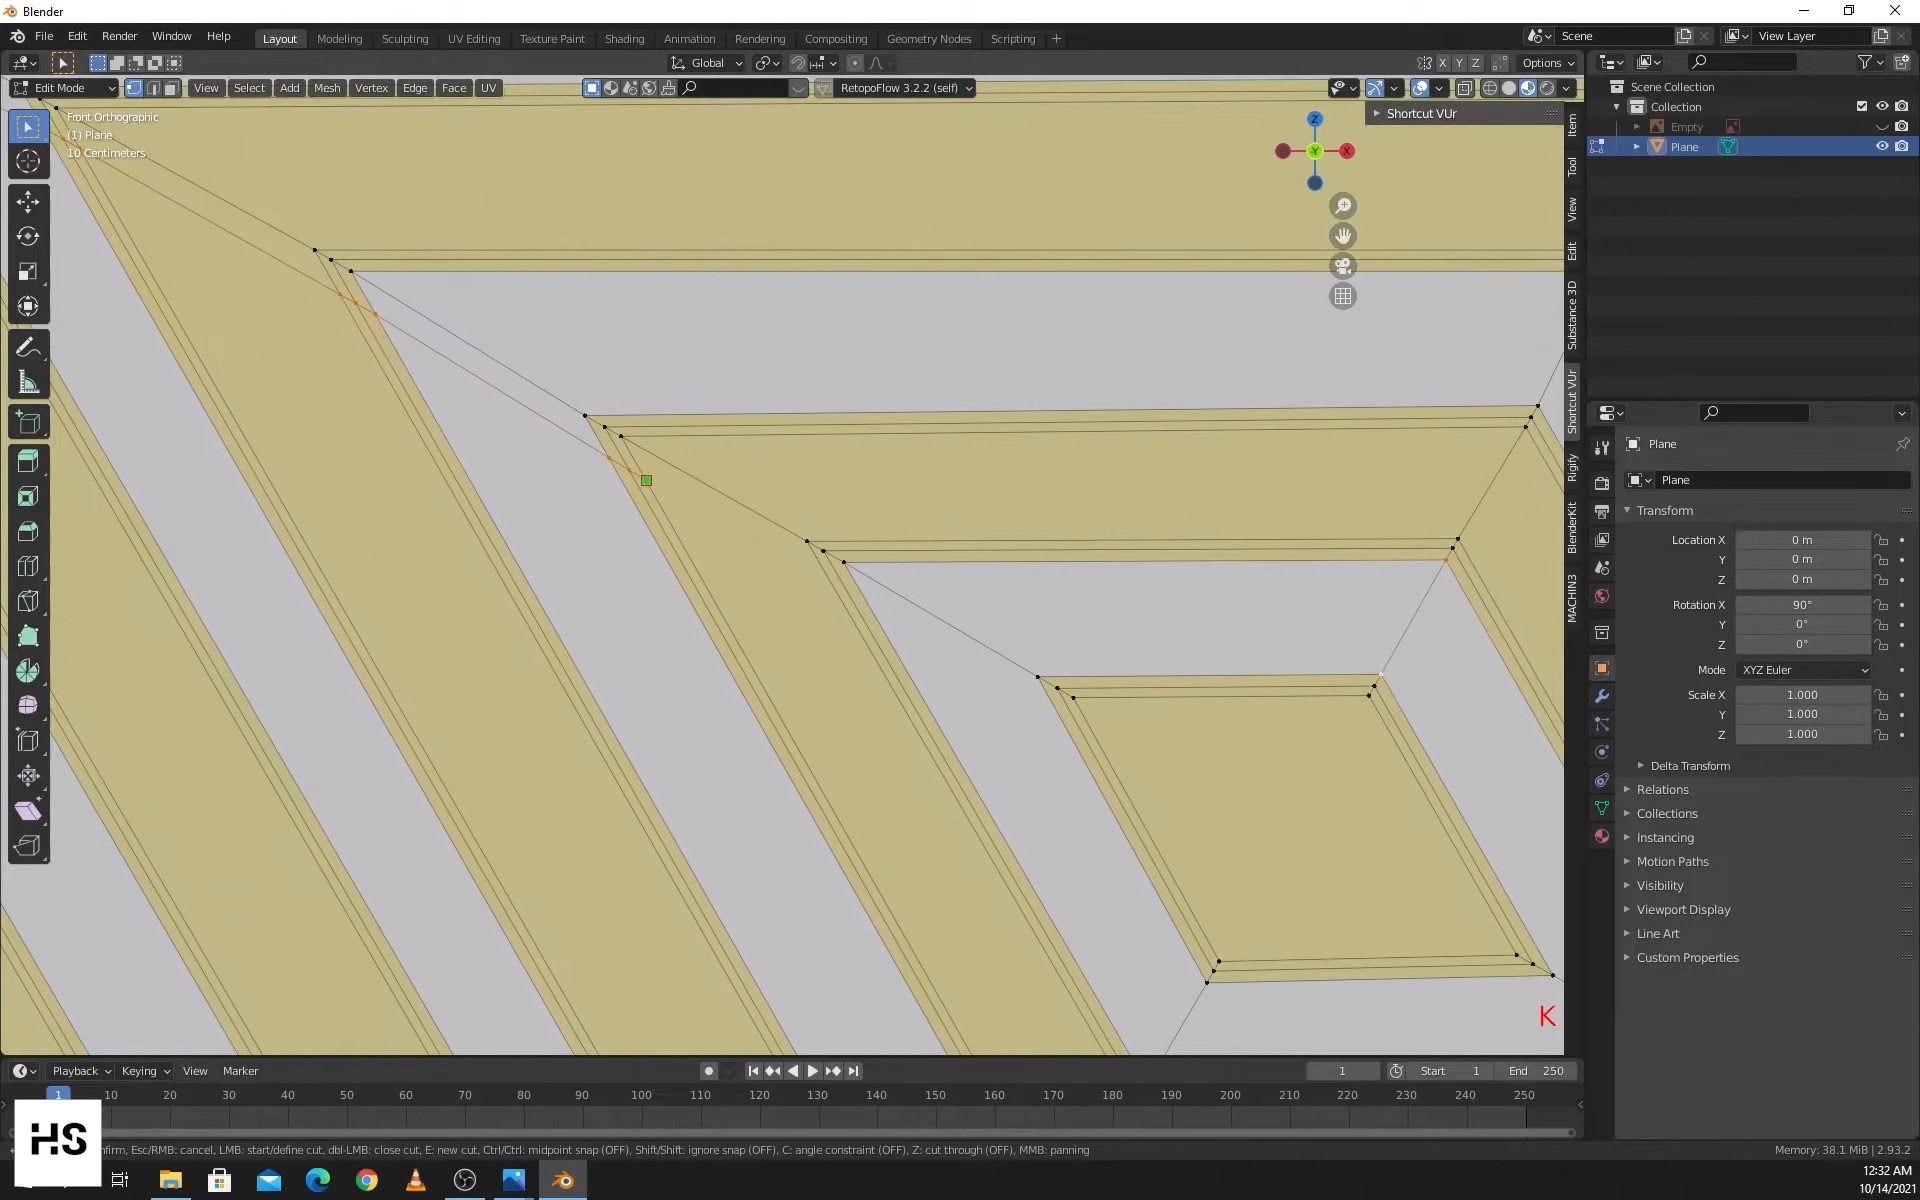 Blender
File Edit Render Window Help
Layout Modeling Sculpting UV Editing Texture Paint Shading Animation Rendering Compositing Geometry Nodes Scripting +
Scene
View Layer
Global
X Y Z
Options
Edit Mode
View Select Add Mesh Vertex Edge Face UV
RetopoFlow 3.2.2 (self)
Front Orthographic
(1) Plane
10 Centimeters
Shortcut VUr
Z
Y
X
Item
Tool
View
Edit
Substance 3D
Shortcut VUr
Rigify
BlenderKit
MACHIN3
K
Scene Collection
Collection
Empty
Plane
Plane
Plane
Transform
Location X 0 m
Y 0 m
Z 0 m
Rotation X 90°
Y 0°
Z 0°
Mode XYZ Euler
Scale X 1.000
Y 1.000
Z 1.000
Delta Transform
Relations
Collections
Instancing
Motion Paths
Visibility
Viewport Display
Line Art
Custom Properties
Playback Keying View Marker
1 Start 1 End 250
1 10 20 30 40 50 60 70 80 90 100 110 120 130 140 150 160 170 180 190 200 210 220 230 240 250
HS
nfirm, Esc/RMB: cancel, LMB: start/define cut, dbl-LMB: close cut, E: new cut, Ctrl/Ctrl: midpoint snap (OFF), Shift/Shift: ignore snap (OFF), C: angle constraint (OFF), Z: cut through (OFF), MMB: panning
Memory: 38.1 MiB | 2.93.2
12:32 AM
10/14/2021